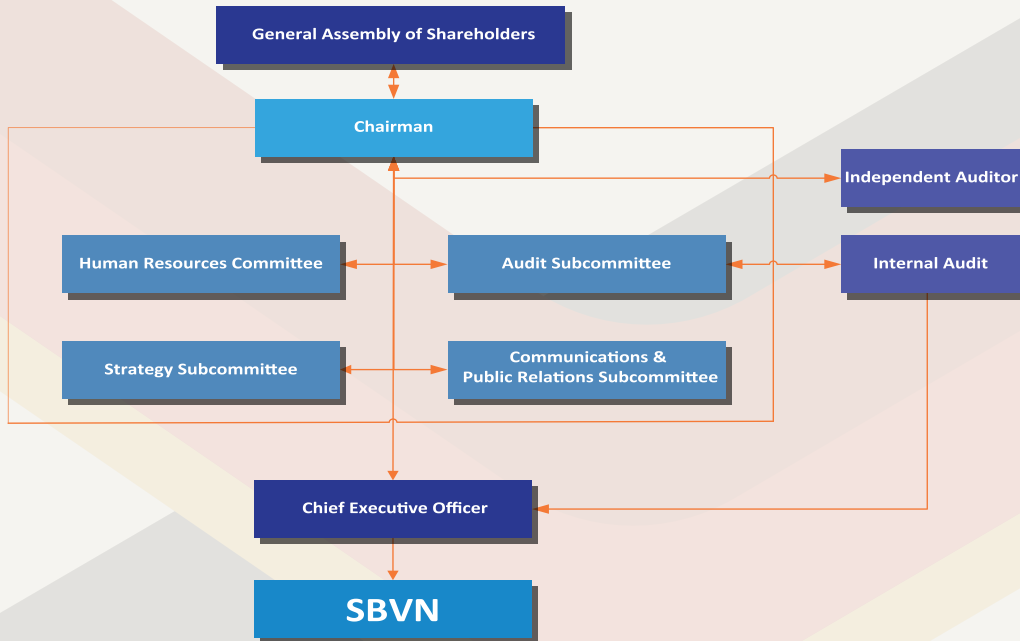 General Assembly of Shareholders
Chairman
Independent Auditor
Human Resources Committee
Audit Subcommittee
Internal Audit
Strategy Subcommittee
Communications &
Public Relations Subcommittee
Chief Executive Officer
SBVN